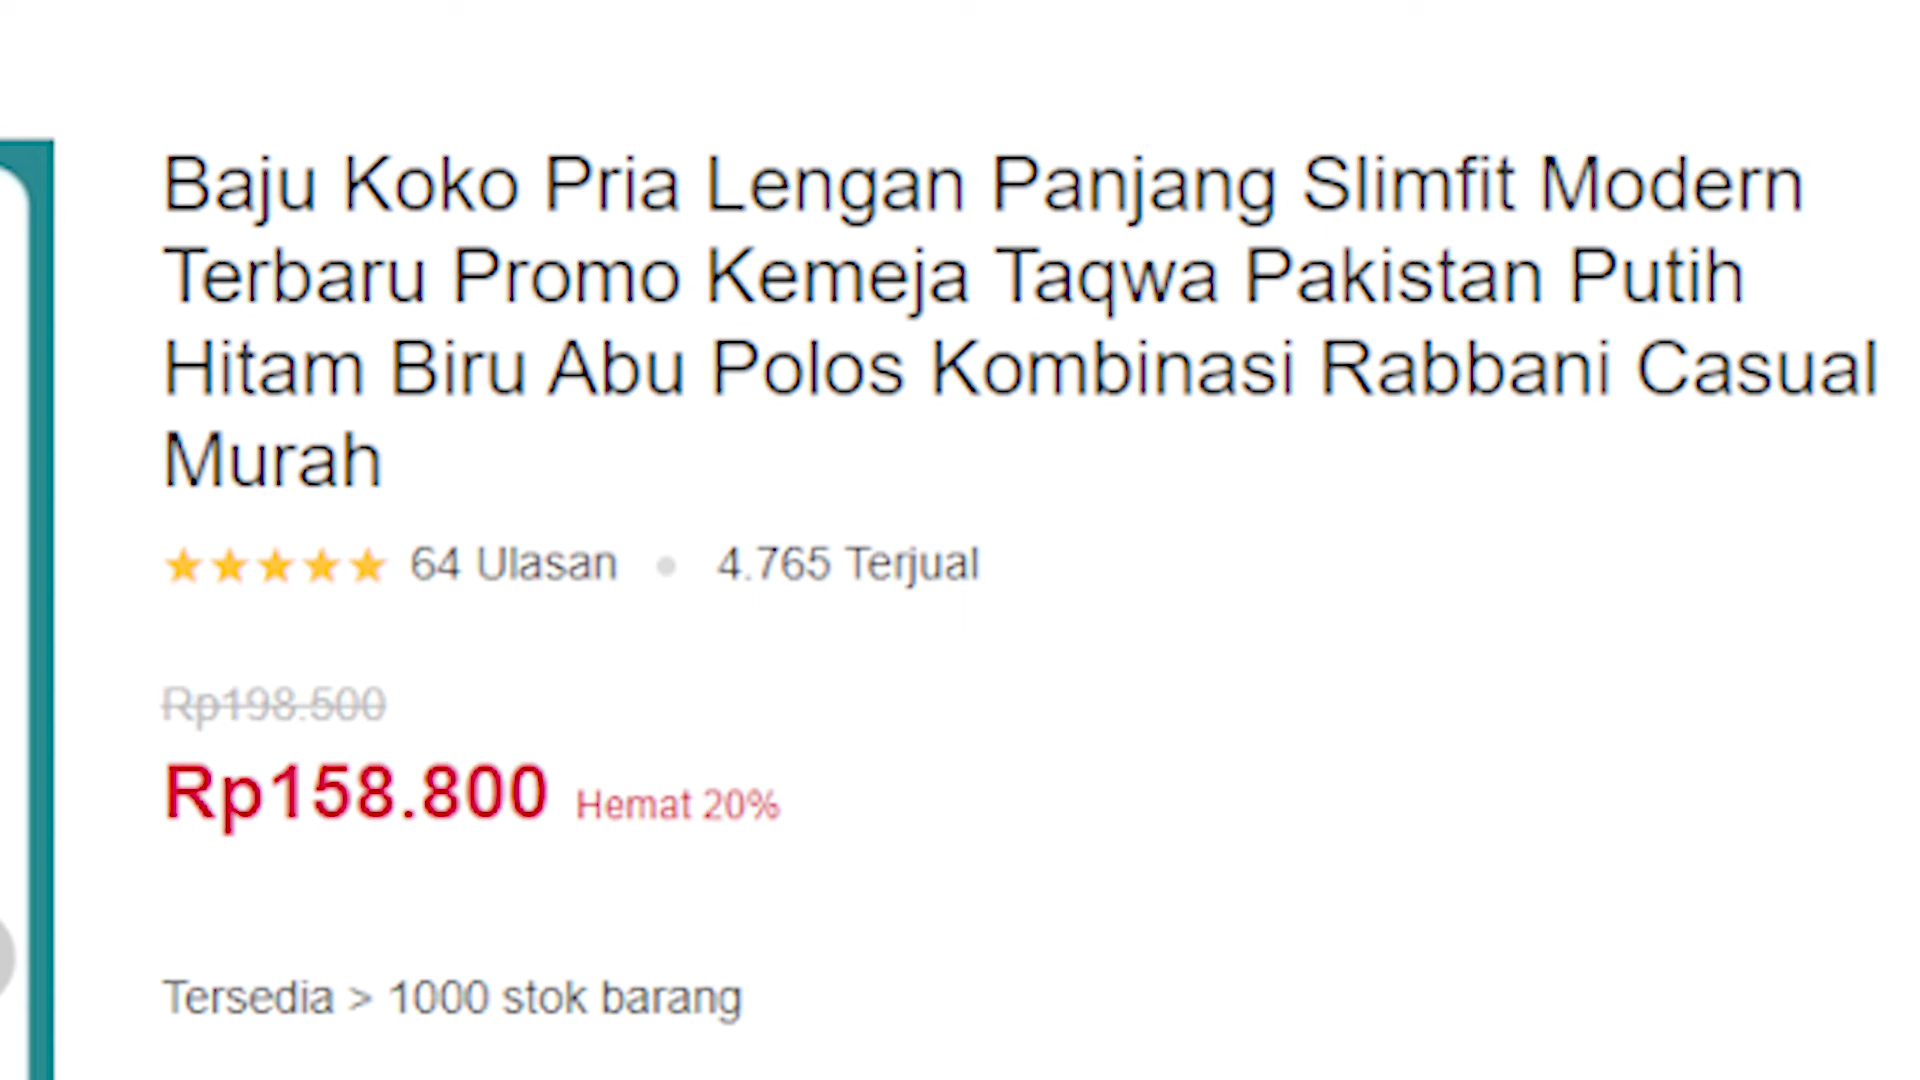 Baju Koko Pria Lengan Panjang Slimfit Modern
Terbaru Promo Kemeja Taqwa Pakistan Putih
Hitam Biru Abu Polos Kombinasi Rabbani Casual
Murah
64 Ulasan • 4.765 Terjual
Rp198.500
Rp158.800 Hemat 20%
Tersedia > 1000 stok barang